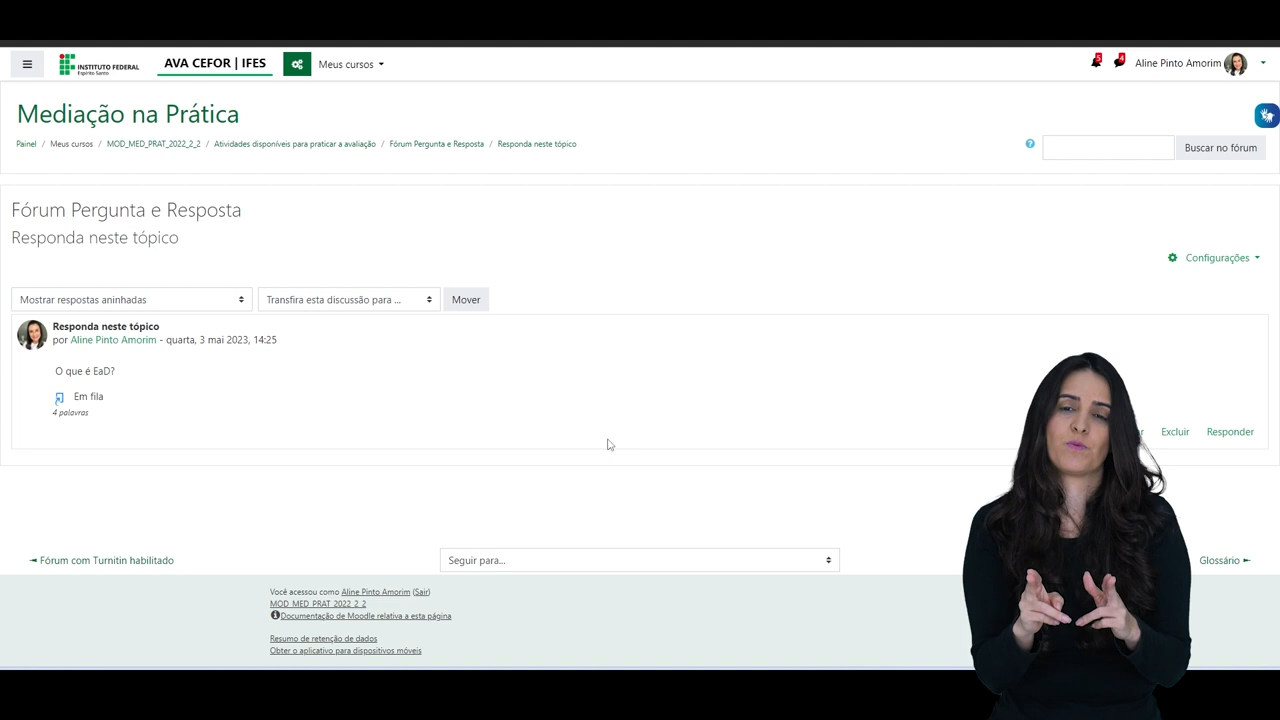 INSTITUTO FEDERAL
Espírito Santo
AVA CEFOR | IFES
Meus cursos
5
4
Aline Pinto Amorim
Mediação na Prática
Painel / Meus cursos / MOD_MED_PRAT_2022_2_2 / Atividades disponíveis para praticar a avaliação / Fórum Pergunta e Resposta / Responda neste tópico
Buscar no fórum
Fórum Pergunta e Resposta
Responda neste tópico
Configurações
Mostrar respostas aninhadas
Transfira esta discussão para ...
Mover
Responda neste tópico
por Aline Pinto Amorim - quarta, 3 mai 2023, 14:25
O que é EaD?
Em fila
4 palavras
Excluir
Responder
◄ Fórum com Turnitin habilitado
Seguir para...
Glossário ►
Você acessou como Aline Pinto Amorim (Sair)
MOD_MED_PRAT_2022_2_2
Documentação de Moodle relativa a esta página
Resumo de retenção de dados
Obter o aplicativo para dispositivos móveis